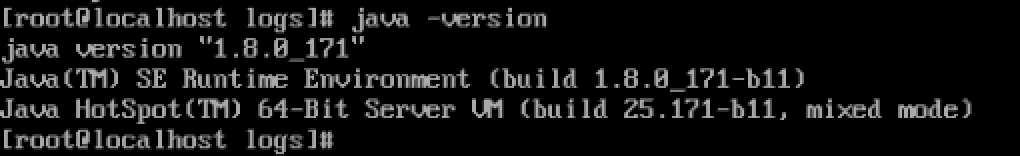 [root@localhost logs]# java -version
java version "1.8.0_171"
Java(TM) SE Runtime Environment (build 1.8.0_171-b11)
Java HotSpot(TM) 64-Bit Server VM (build 25.171-b11, mixed mode)
[root@localhost logs]#